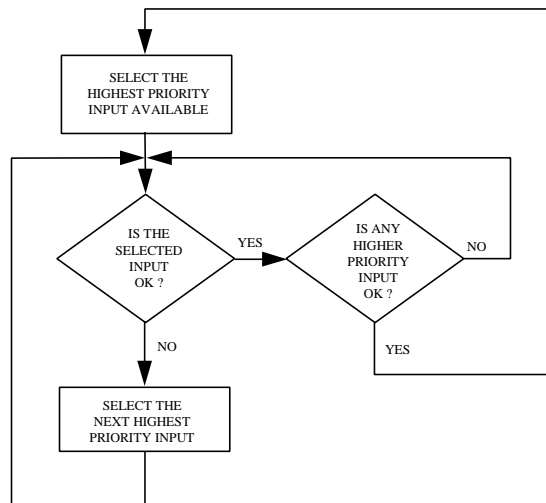 SELECT THE
HIGHEST PRIORITY
INPUT AVAILABLE
IS THE
SELECTED
INPUT
OK ?
YES
IS ANY
HIGHER
PRIORITY
INPUT
OK ?
NO
NO
YES
SELECT THE
NEXT HIGHEST
PRIORITY INPUT